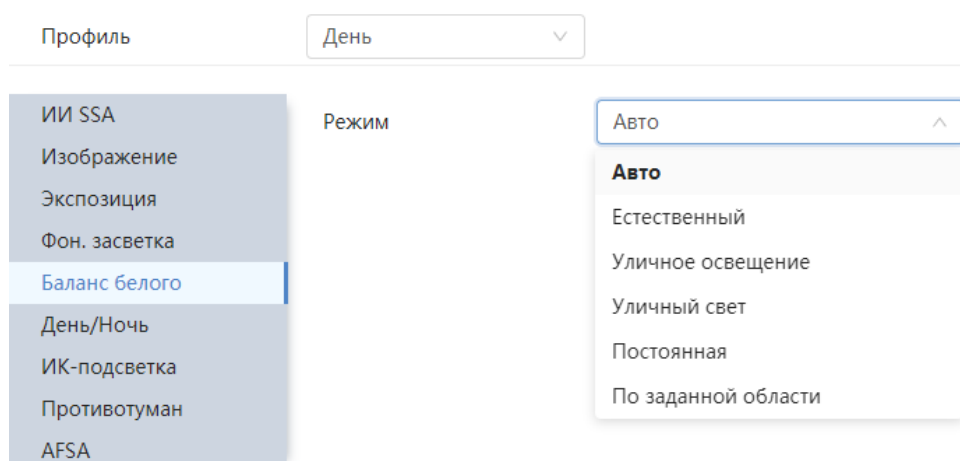 Профиль День
ИИ SSA Режим Авто
Изображение Авто
Экспозиция Естественный
Фон. засветка Уличное освещение
Баланс белого Уличный свет
День/Ночь Постоянная
ИК-подсветка По заданной области
Противотуман
AFSA